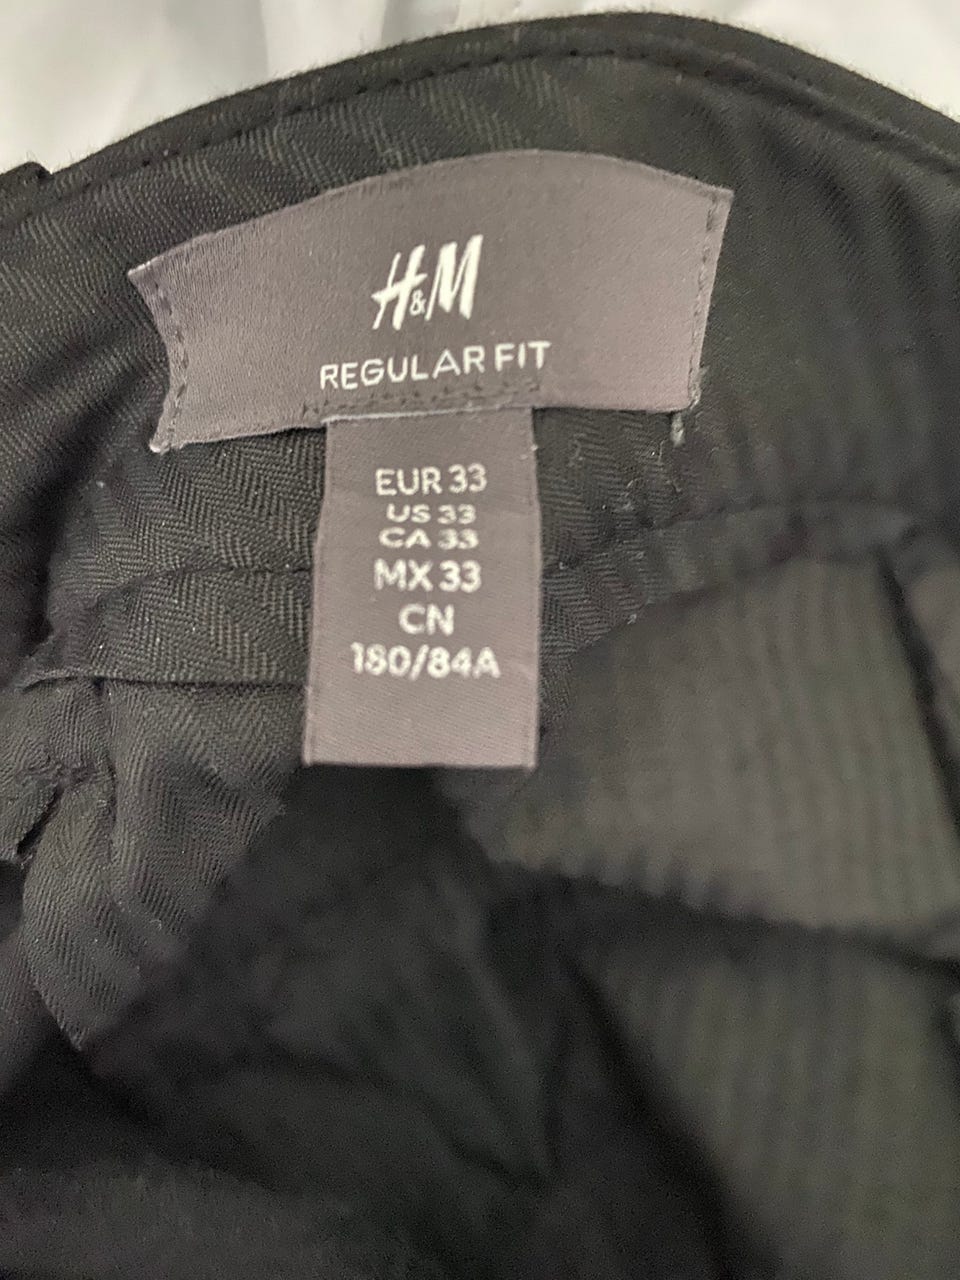 H&M
REGULAR FIT
EUR 33
US 33
CA 33
MX 33
CN
180/84A